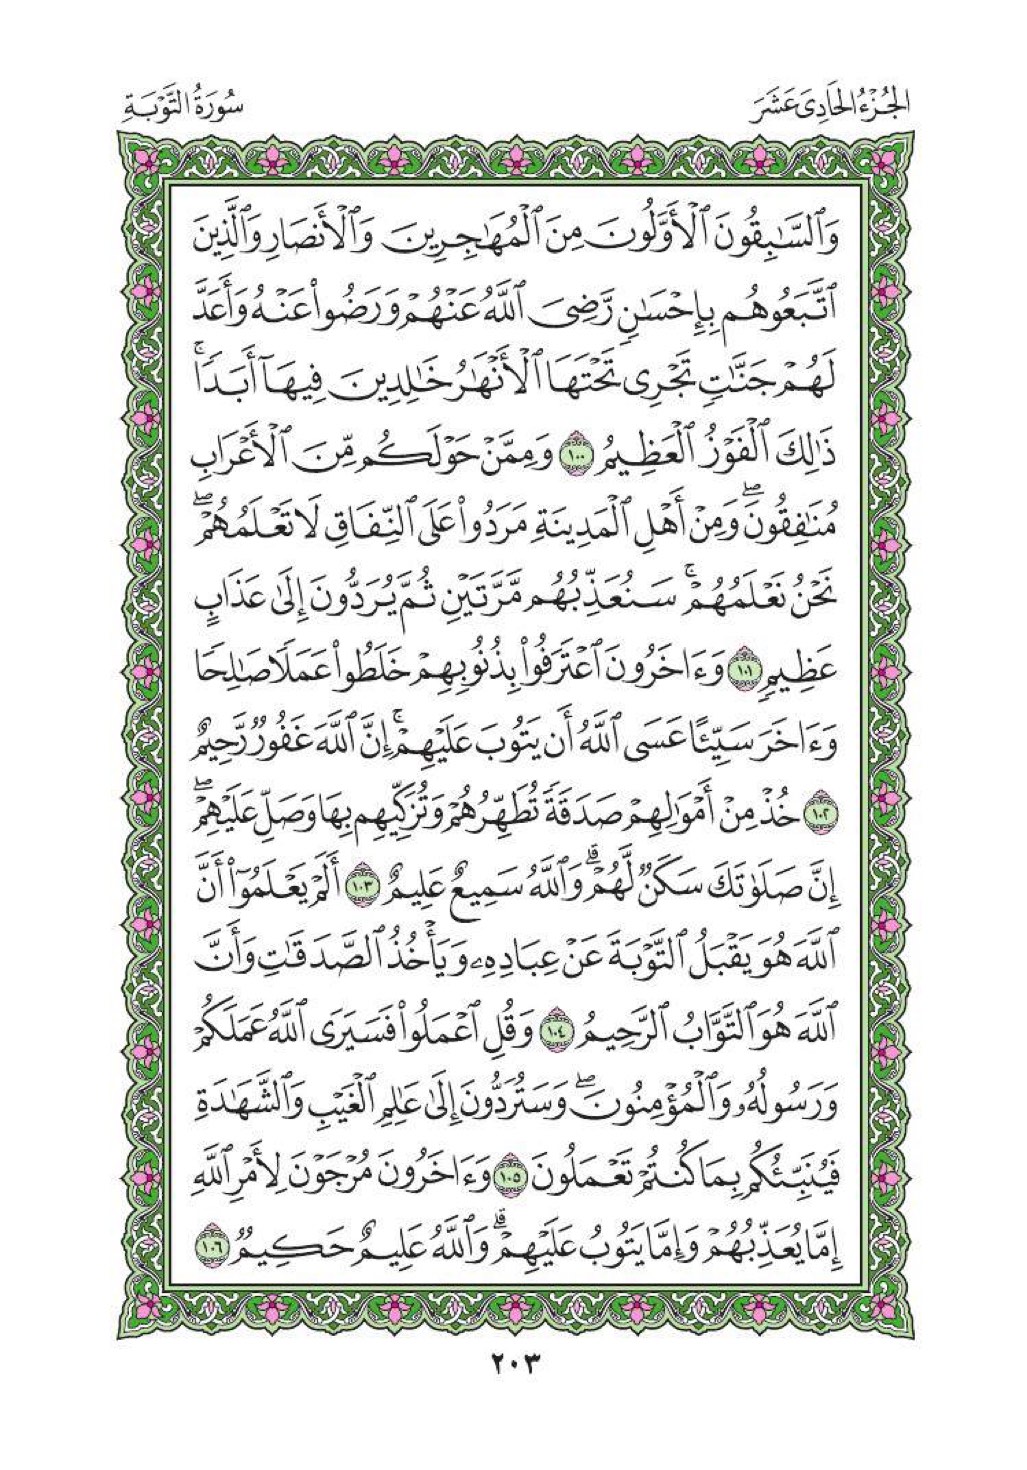 الجُزْءُ الحَادِىَ عَشَرَ
سُورَةُ التَّوْبَةِ
وَٱلسَّٰبِقُونَ ٱلْأَوَّلُونَ مِنَ ٱلْمُهَٰجِرِينَ وَٱلْأَنصَارِ وَٱلَّذِينَ
ٱتَّبَعُوهُم بِإِحْسَٰنٍ رَّضِىَ ٱللَّهُ عَنْهُمْ وَرَضُوا۟ عَنْهُ وَأَعَدَّ
لَهُمْ جَنَّٰتٍ تَجْرِى تَحْتَهَا ٱلْأَنْهَٰرُ خَٰلِدِينَ فِيهَآ أَبَدًا ۚ
ذَٰلِكَ ٱلْفَوْزُ ٱلْعَظِيمُ ١٠٠ وَمِمَّنْ حَوْلَكُم مِّنَ ٱلْأَعْرَابِ
مُنَٰفِقُونَ ۖ وَمِنْ أَهْلِ ٱلْمَدِينَةِ مَرَدُوا۟ عَلَى ٱلنِّفَاقِ لَا تَعْلَمُهُمْ ۖ
نَحْنُ نَعْلَمُهُمْ ۚ سَنُعَذِّبُهُم مَّرَّتَيْنِ ثُمَّ يُرَدُّونَ إِلَىٰ عَذَابٍ
عَظِيمٍ ١٠١ وَءَاخَرُونَ ٱعْتَرَفُوا۟ بِذُنُوبِهِمْ خَلَطُوا۟ عَمَلًا صَٰلِحًا
وَءَاخَرَ سَيِّئًا عَسَى ٱللَّهُ أَن يَتُوبَ عَلَيْهِمْ ۚ إِنَّ ٱللَّهَ غَفُورٌ رَّحِيمٌ
١٠٢ خُذْ مِنْ أَمْوَٰلِهِمْ صَدَقَةً تُطَهِّرُهُمْ وَتُزَكِّيهِم بِهَا وَصَلِّ عَلَيْهِمْ ۖ
إِنَّ صَلَوٰتَكَ سَكَنٌ لَّهُمْ ۗ وَٱللَّهُ سَمِيعٌ عَلِيمٌ ١٠٣ أَلَمْ يَعْلَمُوٓا۟ أَنَّ
ٱللَّهَ هُوَ يَقْبَلُ ٱلتَّوْبَةَ عَنْ عِبَادِهِۦ وَيَأْخُذُ ٱلصَّدَقَٰتِ وَأَنَّ
ٱللَّهَ هُوَ ٱلتَّوَّابُ ٱلرَّحِيمُ ١٠٤ وَقُلِ ٱعْمَلُوا۟ فَسَيَرَى ٱللَّهُ عَمَلَكُمْ
وَرَسُولُهُۥ وَٱلْمُؤْمِنُونَ ۖ وَسَتُرَدُّونَ إِلَىٰ عَٰلِمِ ٱلْغَيْبِ وَٱلشَّهَٰدَةِ
فَيُنَبِّئُكُم بِمَا كُنتُمْ تَعْمَلُونَ ١٠٥ وَءَاخَرُونَ مُرْجَوْنَ لِأَمْرِ ٱللَّهِ
إِمَّا يُعَذِّبُهُمْ وَإِمَّا يَتُوبُ عَلَيْهِمْ ۗ وَٱللَّهُ عَلِيمٌ حَكِيمٌ ١٠٦
٢٠٣